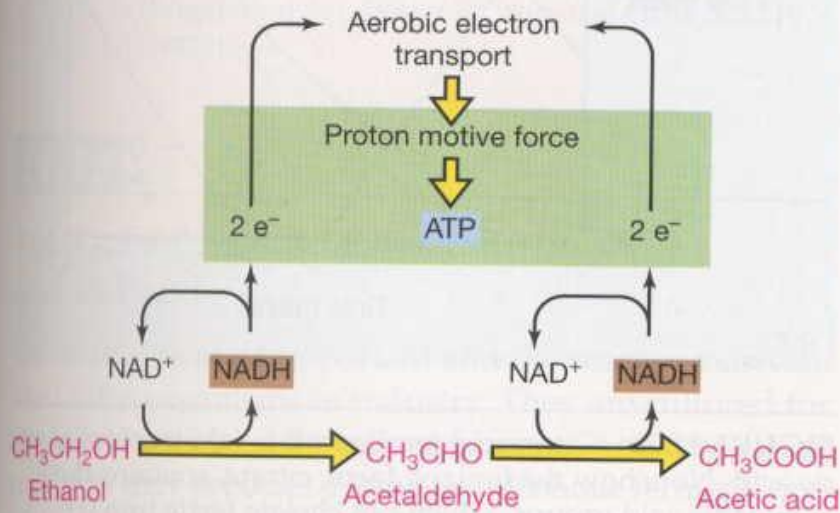 Aerobic electron
transport
Proton motive force
2 e⁻ ATP 2 e⁻
NAD⁺ NADH NAD⁺ NADH
CH₃CH₂OH CH₃CHO CH₃COOH
Ethanol Acetaldehyde Acetic acid